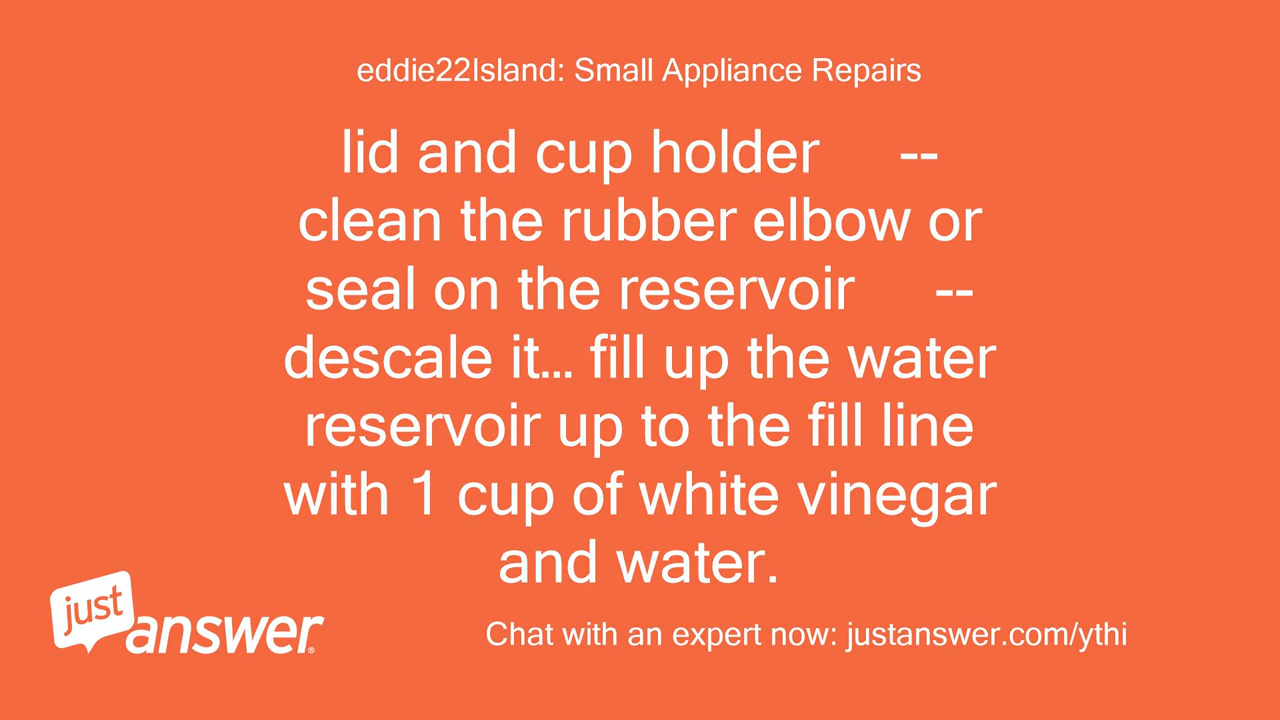 eddie22Island: Small Appliance Repairs
lid and cup holder     --
clean the rubber elbow or
seal on the reservoir     --
descale it... fill up the water
reservoir up to the fill line
with 1 cup of white vinegar
and water.
just
answer®
Chat with an expert now: justanswer.com/ythi